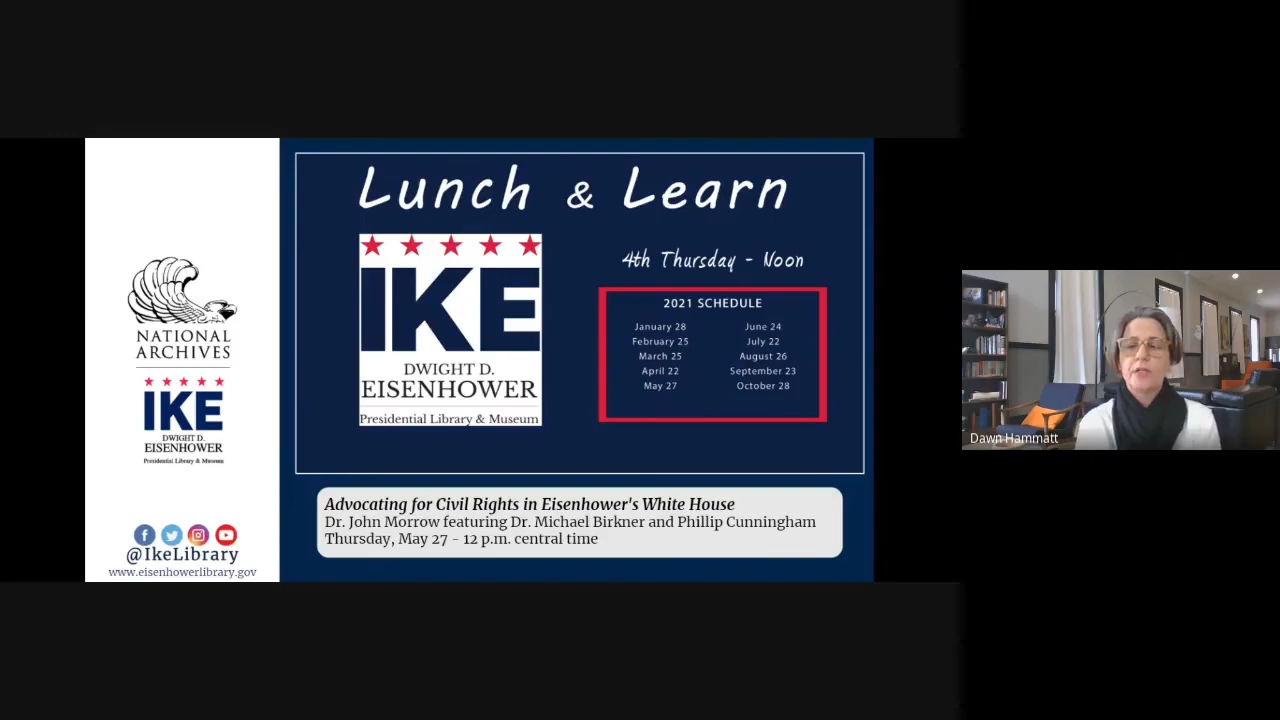 Lunch & Learn
IKE
DWIGHT D.
EISENHOWER
Presidential Library & Museum
4th Thursday - Noon
2021 SCHEDULE
January 28
February 25
March 25
April 22
May 27
June 24
July 22
August 26
September 23
October 28
NATIONAL
ARCHIVES
IKE
DWIGHT D.
EISENHOWER
Presidential Library & Museum
@IkeLibrary
www.eisenhowerlibrary.gov
Advocating for Civil Rights in Eisenhower's White House
Dr. John Morrow featuring Dr. Michael Birkner and Phillip Cunningham
Thursday, May 27 - 12 p.m. central time
Dawn Hammatt